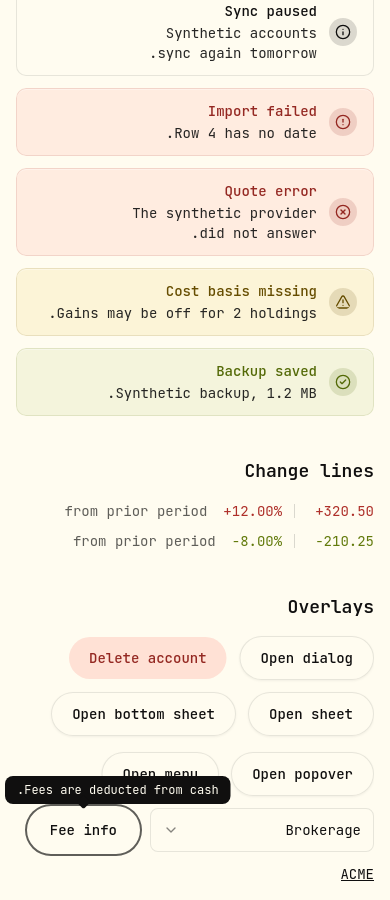 Sync paused
Synthetic accounts
.sync again tomorrow
Import failed
.Row 4 has no date
Quote error
The synthetic provider
.did not answer
Cost basis missing
.Gains may be off for 2 holdings
Backup saved
.Synthetic backup, 1.2 MB
Change lines
from prior period +12.00% +320.50
from prior period -8.00% -210.25
Overlays
Delete account Open dialog
Open bottom sheet Open sheet
Open menu Open popover
.Fees are deducted from cash
Fee info Brokerage
ACME